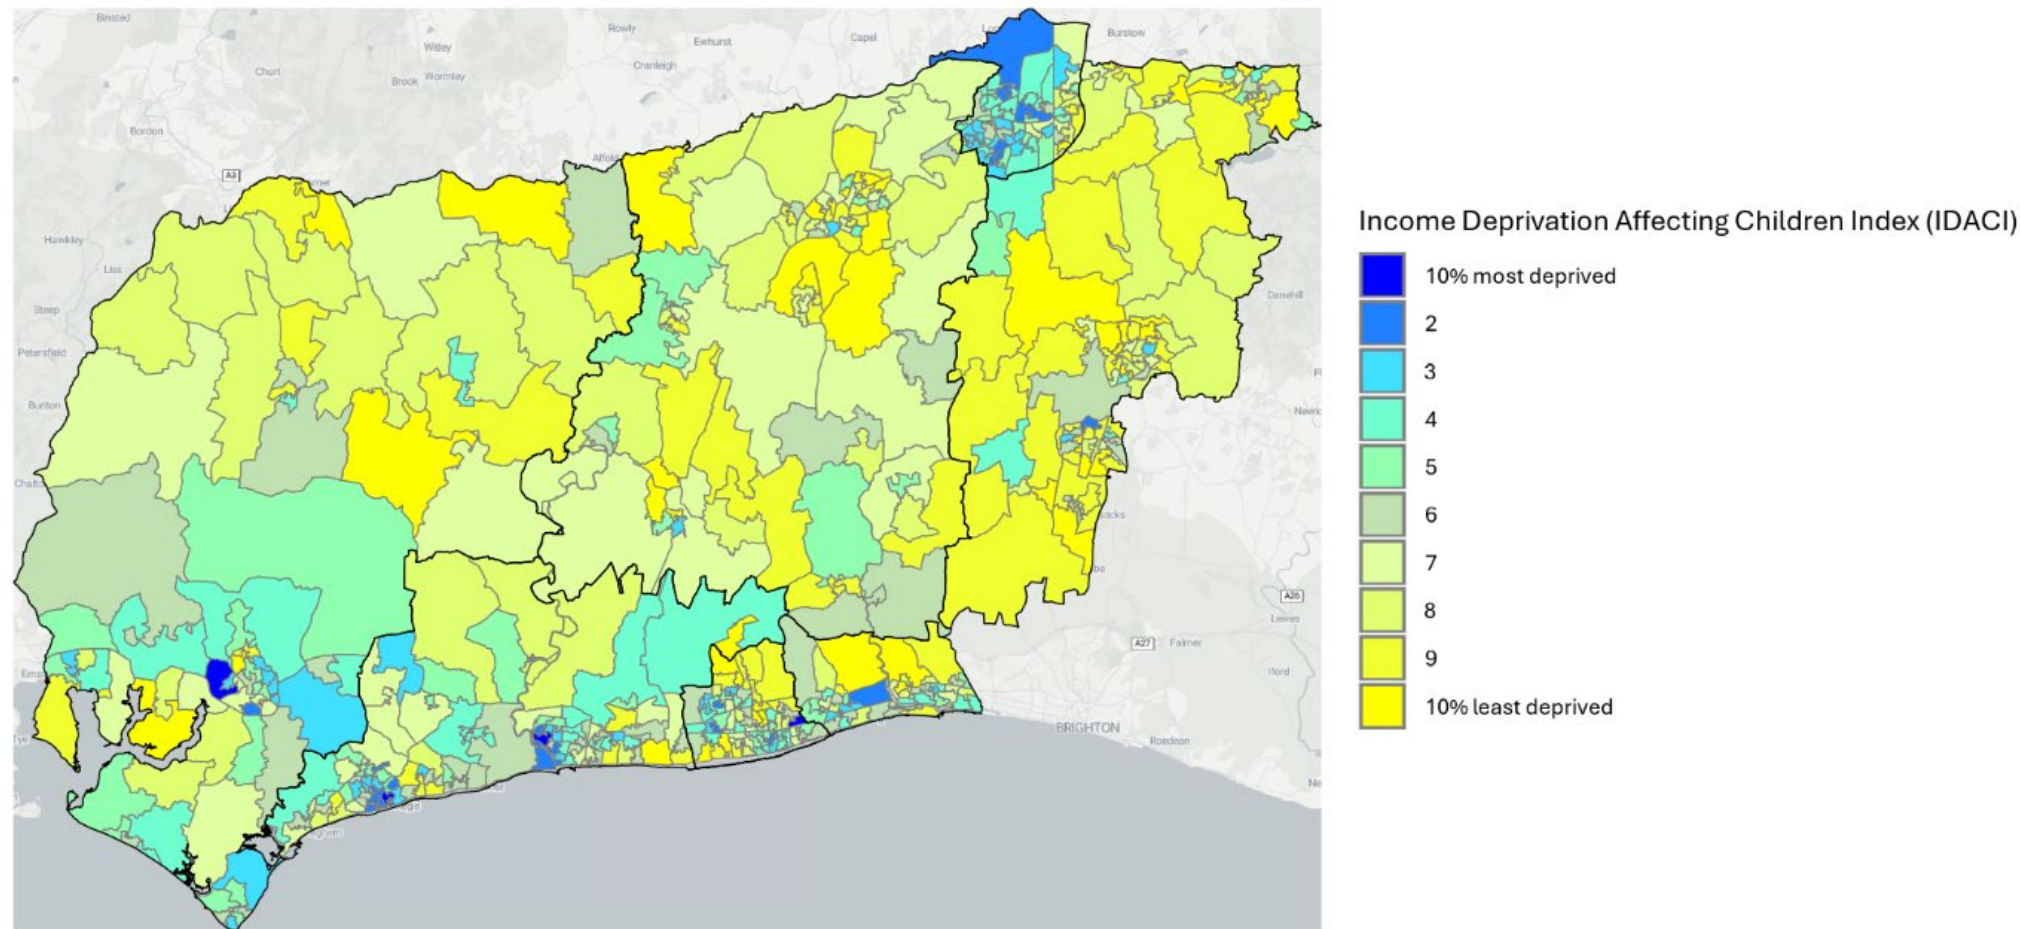 Binsted
Rowly
Ewhurst
Capel
Burstow
Witley
Churt
Brook
Wormley
Cranleigh
Bordon
A3
Hawkley
Liss
Steep
Petersfield
Buriton
Danehill
A26
Lewes
A27
Falmer
Iford
BRIGHTON
Roedean
Income Deprivation Affecting Children Index (IDACI)
10% most deprived
2
3
4
5
6
7
8
9
10% least deprived